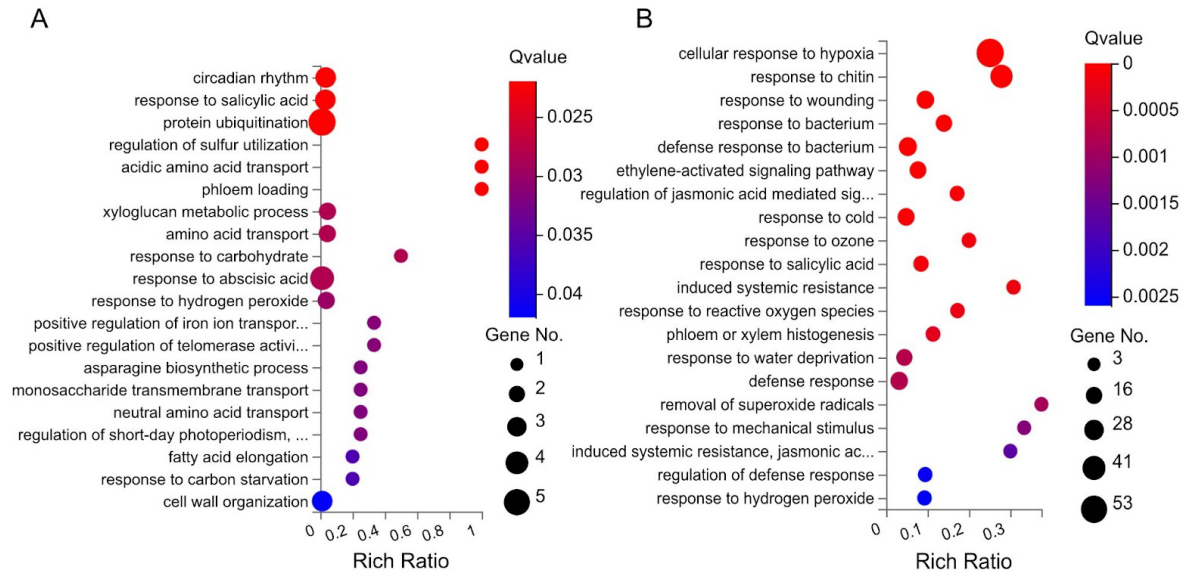 A
Qvalue
circadian rhythm
response to salicylic acid
protein ubiquitination
regulation of sulfur utilization
acidic amino acid transport
phloem loading
xyloglucan metabolic process
amino acid transport
response to carbohydrate
response to abscisic acid
response to hydrogen peroxide
positive regulation of iron ion transpor...
positive regulation of telomerase activi...
asparagine biosynthetic process
monosaccharide transmembrane transport
neutral amino acid transport
regulation of short-day photoperiodism, ...
fatty acid elongation
response to carbon starvation
cell wall organization
0 0.2 0.4 0.6 0.8 1
Rich Ratio
0.025
0.03
0.035
0.04
Gene No.
1
2
3
4
5
B
Qvalue
cellular response to hypoxia
response to chitin
response to wounding
response to bacterium
defense response to bacterium
ethylene-activated signaling pathway
regulation of jasmonic acid mediated sig...
response to cold
response to ozone
response to salicylic acid
induced systemic resistance
response to reactive oxygen species
phloem or xylem histogenesis
response to water deprivation
defense response
removal of superoxide radicals
response to mechanical stimulus
induced systemic resistance, jasmonic ac...
regulation of defense response
response to hydrogen peroxide
0 0.1 0.2 0.3
Rich Ratio
0
0.0005
0.001
0.0015
0.002
0.0025
Gene No.
3
16
28
41
53